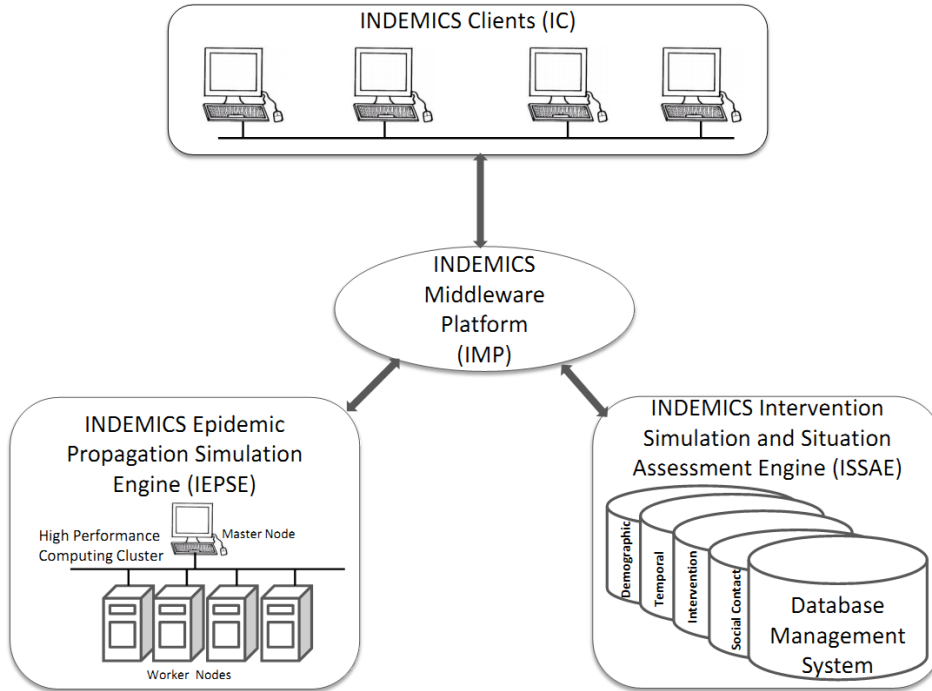 INDEMICS Clients (IC)
INDEMICS
Middleware
Platform
(IMP)
INDEMICS Epidemic
Propagation Simulation
Engine (IEPSE)
High Performance
Computing Cluster
Master Node
Worker Nodes
INDEMICS Intervention
Simulation and Situation
Assessment Engine (ISSAE)
Demographic
Temporal
Intervention
Social Contact
Database
Management
System